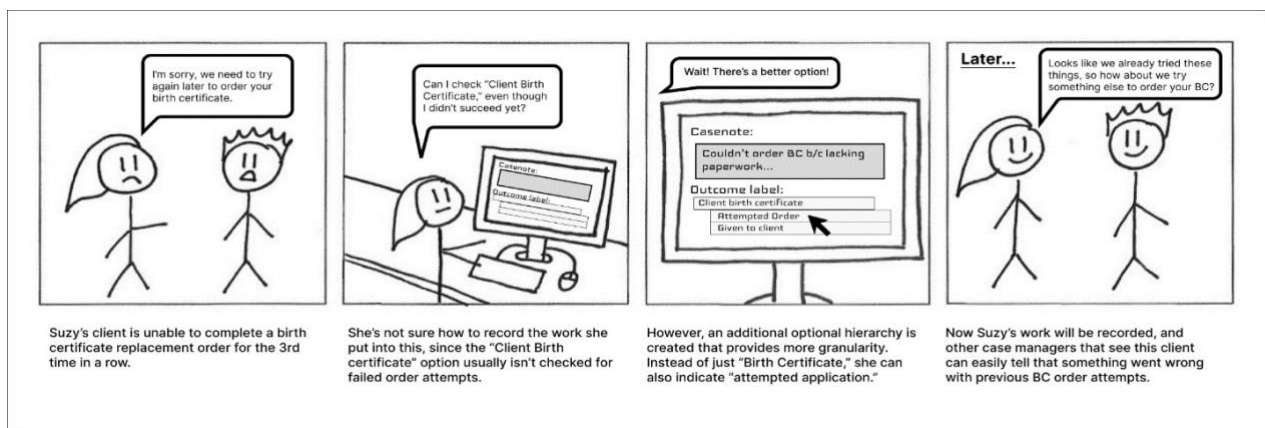 I'm sorry, we need to try
again later to order your
birth certificate.
Suzy's client is unable to complete a birth
certificate replacement order for the 3rd
time in a row.
Can I check "Client Birth
Certificate," even though
I didn't succeed yet?
Casenote:
Outcome label:
She's not sure how to record the work she
put into this, since the "Client Birth
certificate" option usually isn't checked for
failed order attempts.
Wait! There's a better option!
Casenote:
Couldn't order BC b/c lacking
paperwork...
Outcome label:
Client birth certificate
Attempted Order
Given to client
However, an additional optional hierarchy is
created that provides more granularity.
Instead of just "Birth Certificate," she can
also indicate "attempted application."
Later...
Looks like we already tried these
things, so how about we try
something else to order your BC?
Now Suzy's work will be recorded, and
other case managers that see this client
can easily tell that something went wrong
with previous BC order attempts.